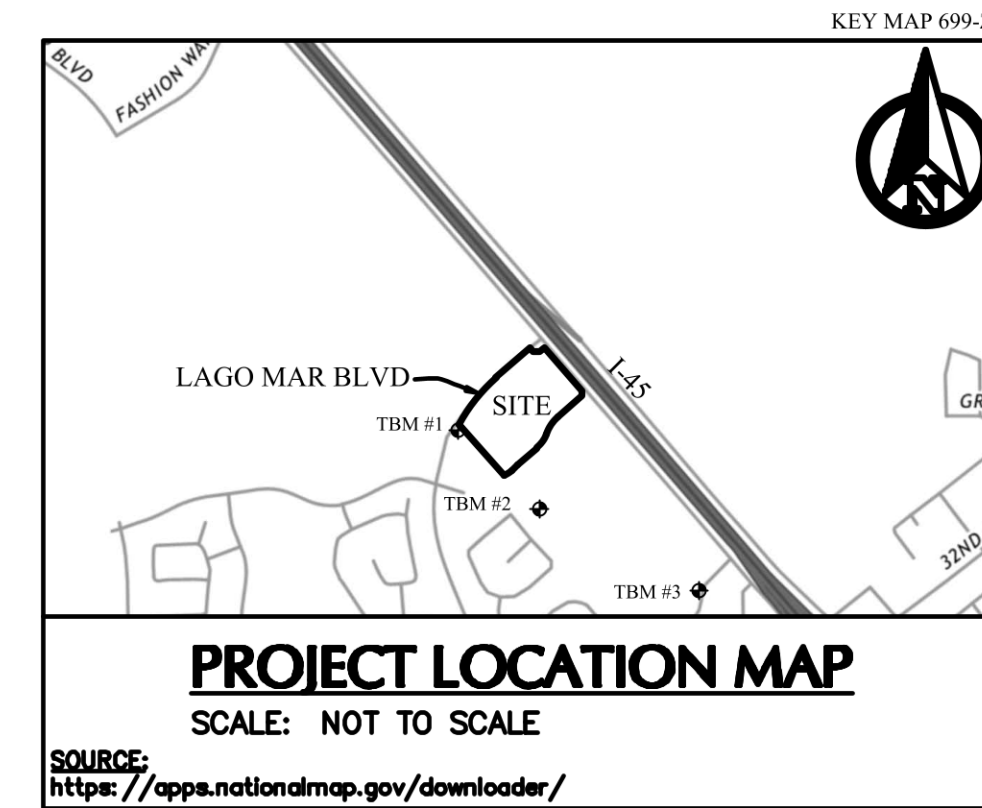 KEY MAP 699-
BLVD
FASHION WA
N
I-45
LAGO MAR BLVD
SITE
GR
TBM #1
TBM #2
32ND
TBM #3
PROJECT LOCATION MAP
SCALE: NOT TO SCALE
SOURCE:
https://apps.nationalmap.gov/downloader/